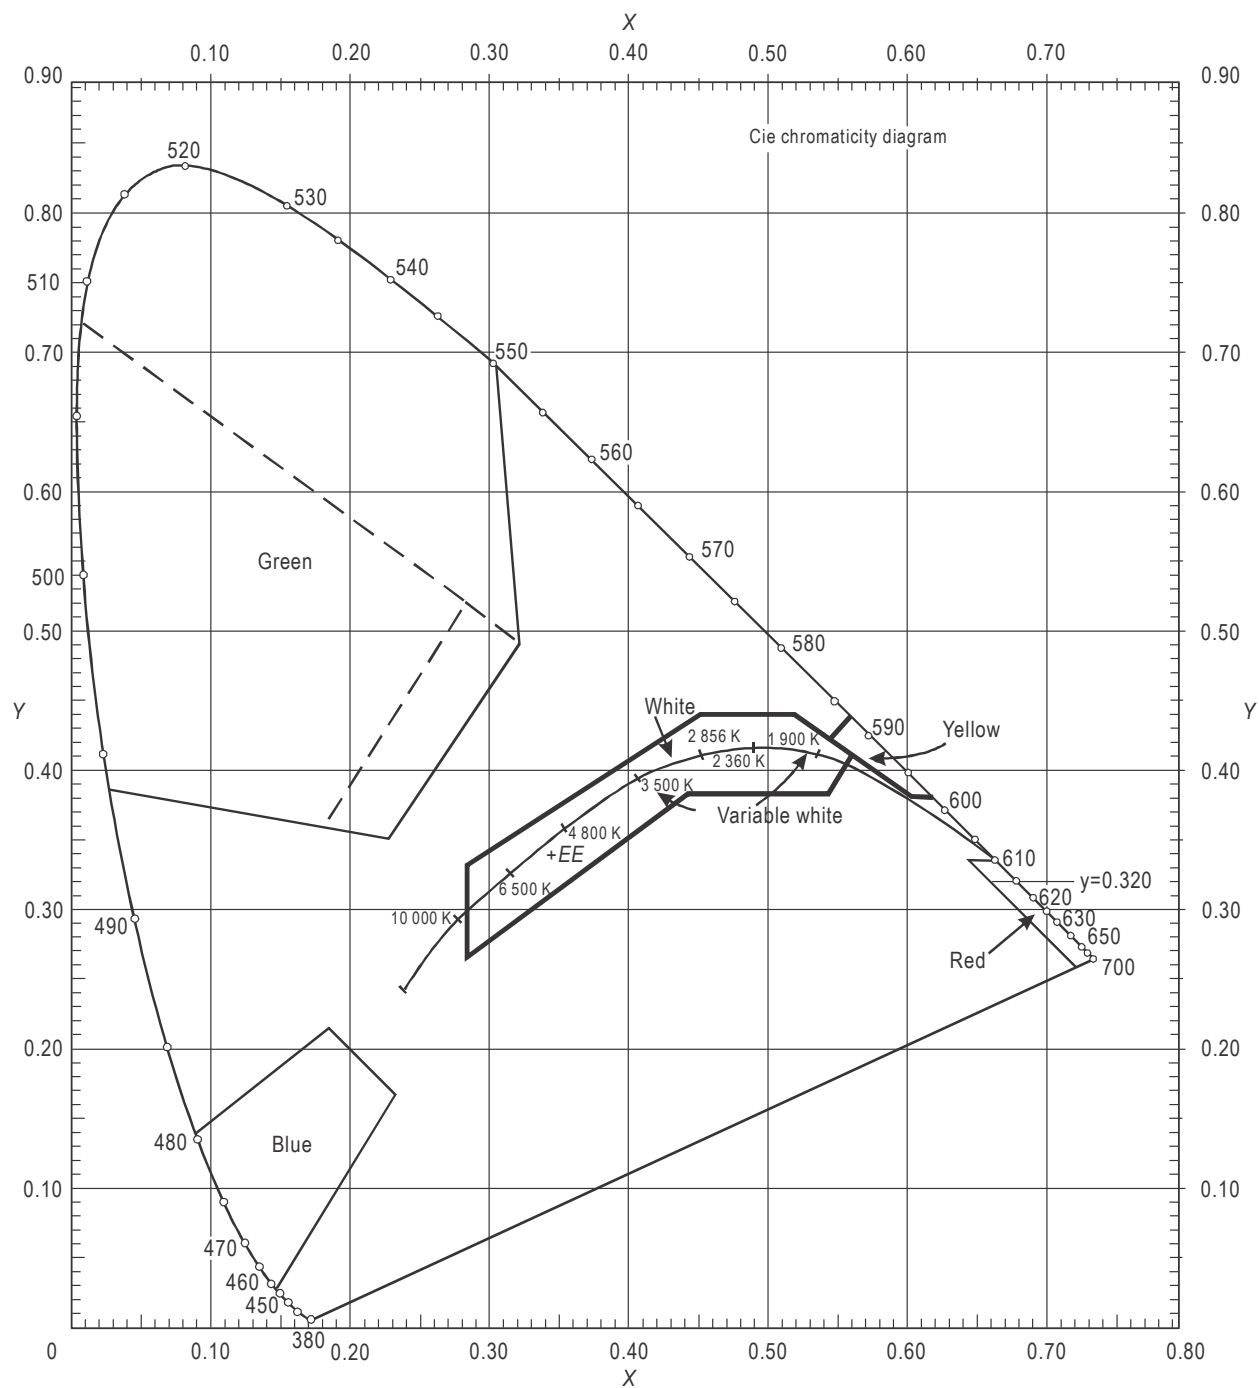 X
0.10 0.20 0.30 0.40 0.50 0.60 0.70
0.90 0.90
Cie chromaticity diagram
520
530
0.80 0.80
540
510
550
0.70 0.70
560
0.60 0.60
570
Green
500
0.50 0.50
580
White
Y Y
590
Yellow
2 856 K 1 900 K
2 360 K
0.40 0.40
3 500 K
600
Variable white
4 800 K
+EE
610
y=0.320
6 500 K
620
0.30 0.30
10 000 K
630
490
650
Red
700
0.20 0.20
480
Blue
0.10 0.10
470
460
450
380
0 0.10 0.20 0.30 0.40 0.50 0.60 0.70 0.80
X